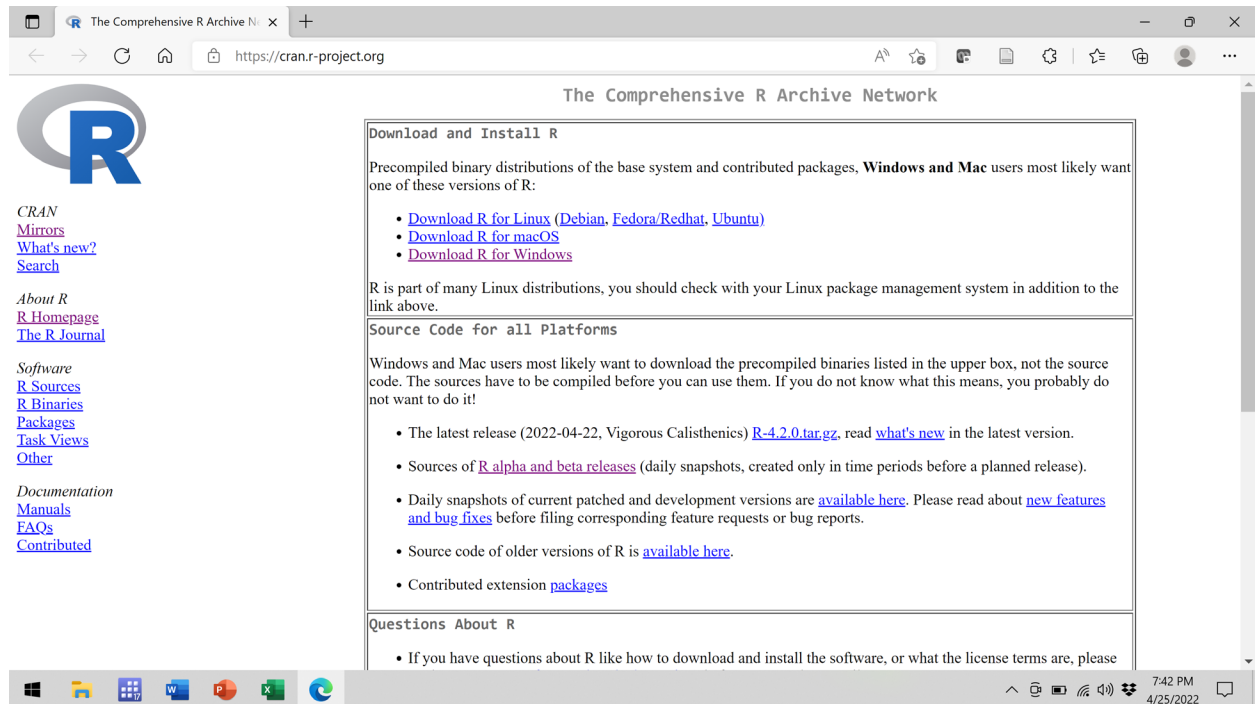 The Comprehensive R Archive Ne
https://cran.r-project.org
R
CRAN
Mirrors
What's new?
Search
About R
R Homepage
The R Journal
Software
R Sources
R Binaries
Packages
Task Views
Other
Documentation
Manuals
FAQs
Contributed
The Comprehensive R Archive Network
Download and Install R
Precompiled binary distributions of the base system and contributed packages, Windows and Mac users most likely want
one of these versions of R:
• Download R for Linux (Debian, Fedora/Redhat, Ubuntu)
• Download R for macOS
• Download R for Windows
R is part of many Linux distributions, you should check with your Linux package management system in addition to the
link above.
Source Code for all Platforms
Windows and Mac users most likely want to download the precompiled binaries listed in the upper box, not the source
code. The sources have to be compiled before you can use them. If you do not know what this means, you probably do
not want to do it!
• The latest release (2022-04-22, Vigorous Calisthenics) R-4.2.0.tar.gz, read what's new in the latest version.
• Sources of R alpha and beta releases (daily snapshots, created only in time periods before a planned release).
• Daily snapshots of current patched and development versions are available here. Please read about new features
and bug fixes before filing corresponding feature requests or bug reports.
• Source code of older versions of R is available here.
• Contributed extension packages
Questions About R
• If you have questions about R like how to download and install the software, or what the license terms are, please
7:42 PM
4/25/2022